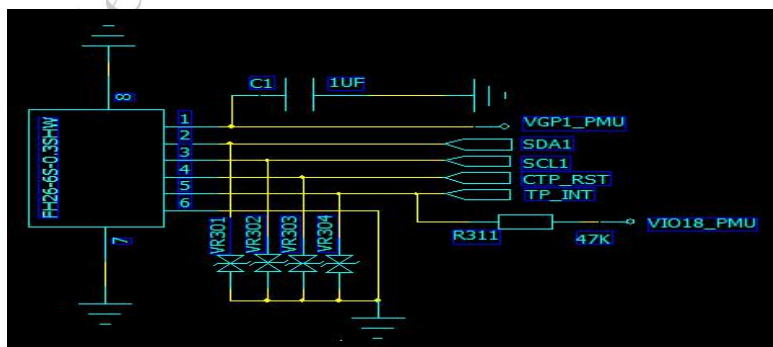 C1 1UF
8
1 VGP1_PMU
2 SDA1
3 SCL1
4 CTP_RST
5 TP_INT
6
FH26-6S-0.3SHW
7
VR301 VR302 VR303 VR304
R311 47K VIO18_PMU